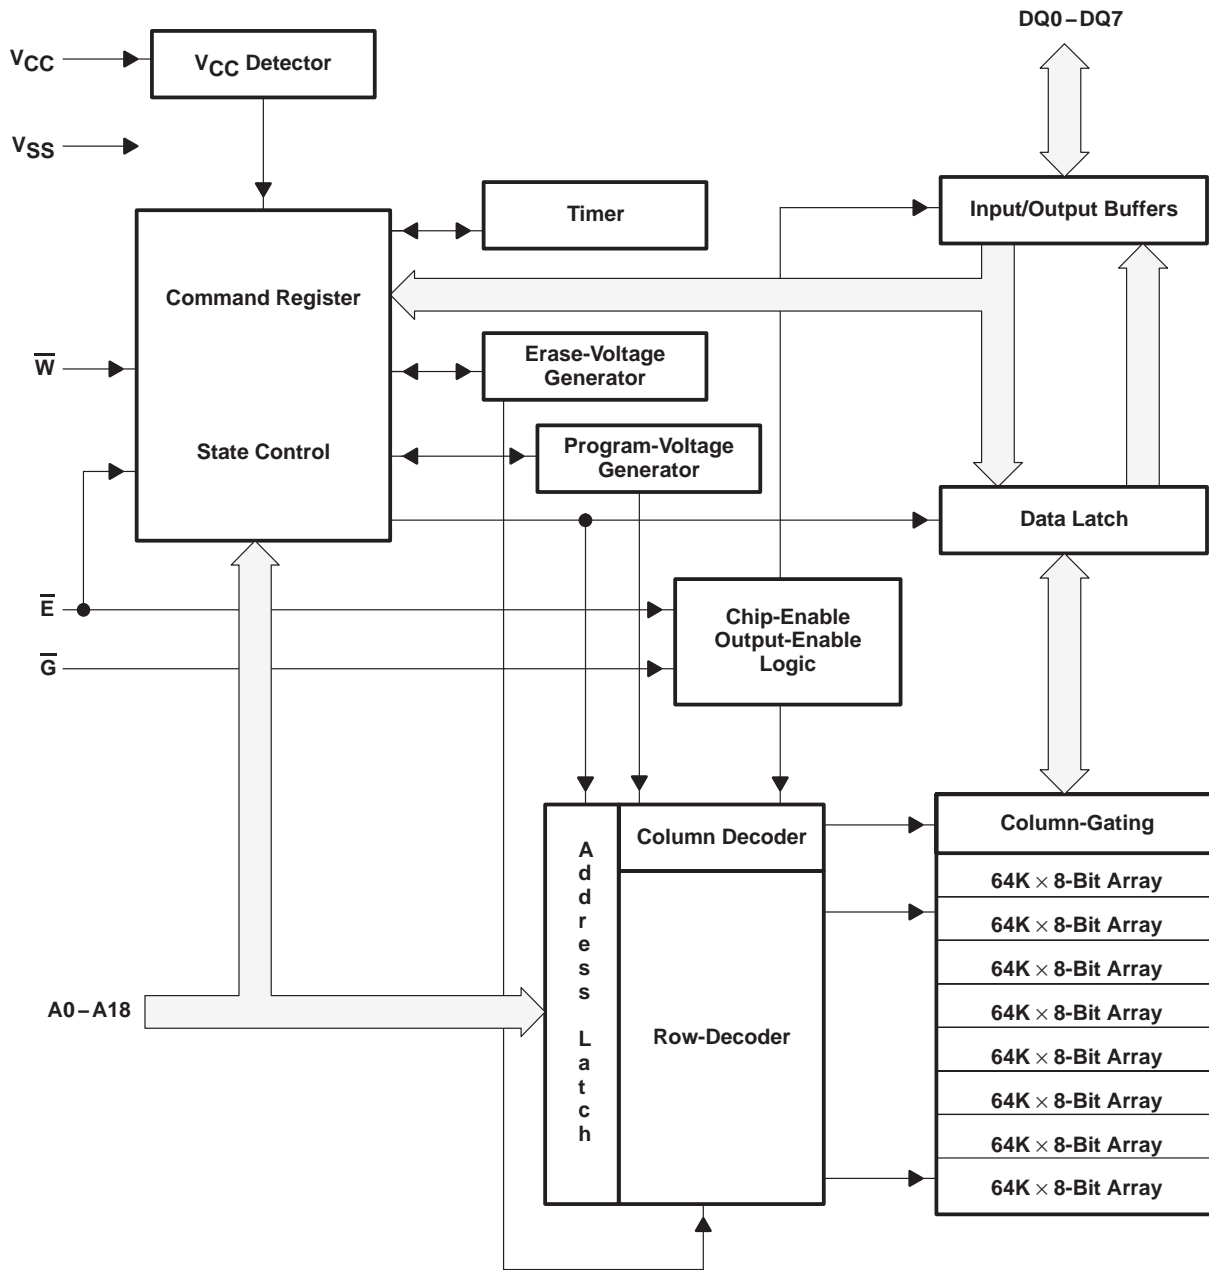 DQ0–DQ7
VCC
VCC Detector
VSS
Timer
Input/Output Buffers
Command Register
W̅
Erase-Voltage
Generator
State Control
Program-Voltage
Generator
Data Latch
E̅
Chip-Enable
Output-Enable
Logic
G̅
Address Latch
Column Decoder
Column-Gating
64K × 8-Bit Array
64K × 8-Bit Array
64K × 8-Bit Array
64K × 8-Bit Array
64K × 8-Bit Array
64K × 8-Bit Array
64K × 8-Bit Array
64K × 8-Bit Array
A0–A18
Row-Decoder